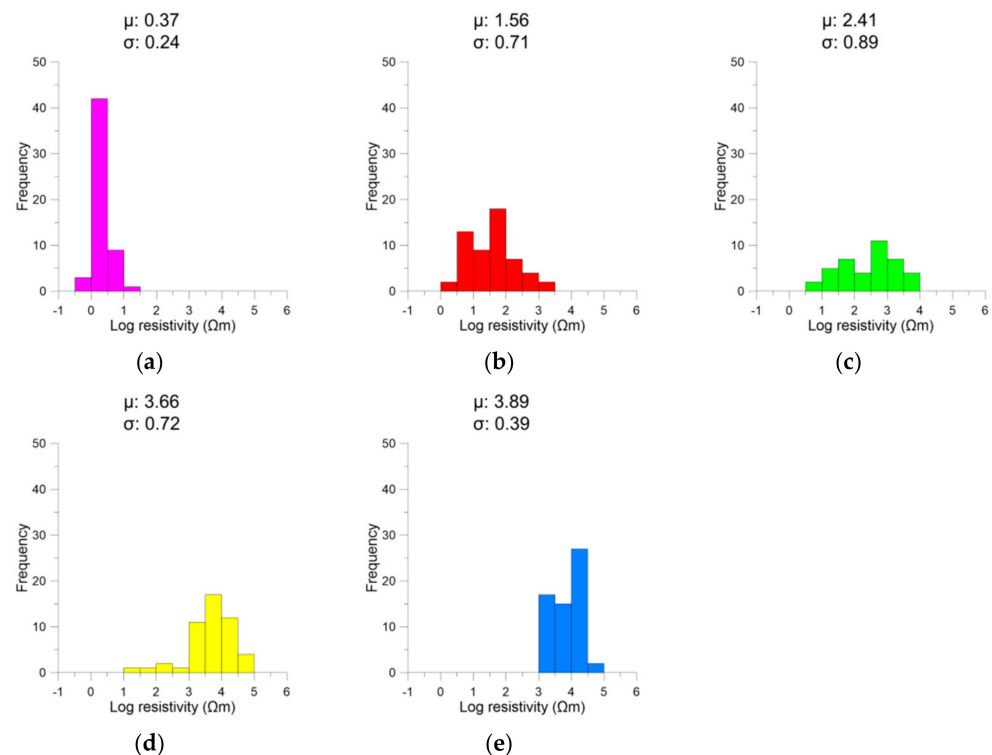 μ: 0.37
σ: 0.24
50
40
30
20
10
0
Frequency
-1 0 1 2 3 4 5 6
Log resistivity (Ωm)
(a)
μ: 1.56
σ: 0.71
50
40
30
20
10
0
Frequency
-1 0 1 2 3 4 5 6
Log resistivity (Ωm)
(b)
μ: 2.41
σ: 0.89
50
40
30
20
10
0
Frequency
-1 0 1 2 3 4 5 6
Log resistivity (Ωm)
(c)
μ: 3.66
σ: 0.72
50
40
30
20
10
0
Frequency
-1 0 1 2 3 4 5 6
Log resistivity (Ωm)
(d)
μ: 3.89
σ: 0.39
50
40
30
20
10
0
Frequency
-1 0 1 2 3 4 5 6
Log resistivity (Ωm)
(e)